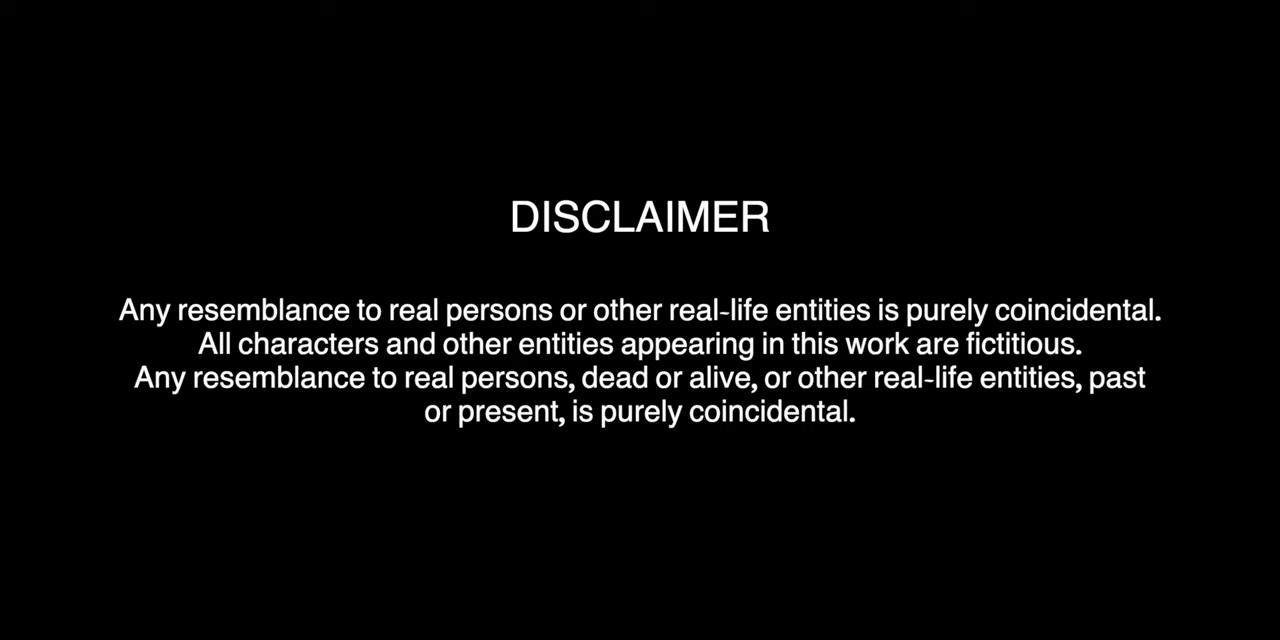 DISCLAIMER
Any resemblance to real persons or other real-life entities is purely coincidental.
All characters and other entities appearing in this work are fictitious.
Any resemblance to real persons, dead or alive, or other real-life entities, past
or present, is purely coincidental.